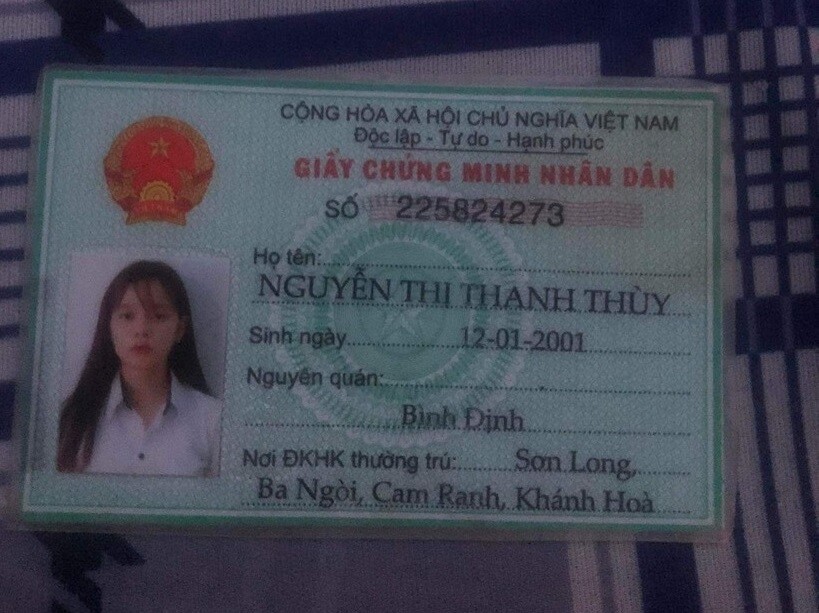 CỘNG HÒA XÃ HỘI CHỦ NGHĨA VIỆT NAM
Độc lập - Tự do - Hạnh phúc
GIẤY CHỨNG MINH NHÂN DÂN
SỐ 225824273
Họ tên:
NGUYỄN THỊ THANH THÙY
Sinh ngày 12-01-2001
Nguyên quán:
Bình Định
Nơi ĐKHK thường trú: Sơn Long,
Ba Ngòi, Cam Ranh, Khánh Hoà